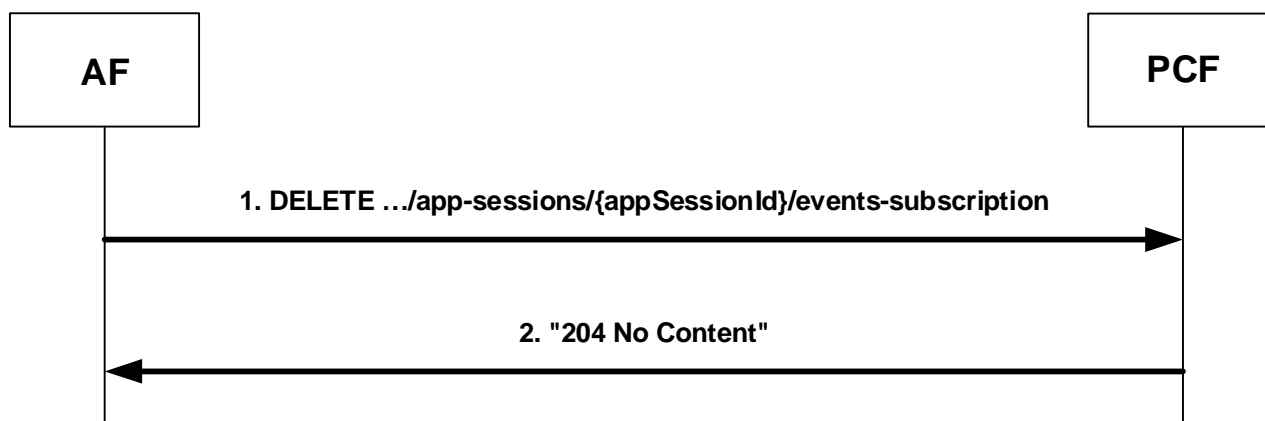 AF
PCF
1. DELETE …/app-sessions/{appSessionId}/events-subscription
2. "204 No Content"